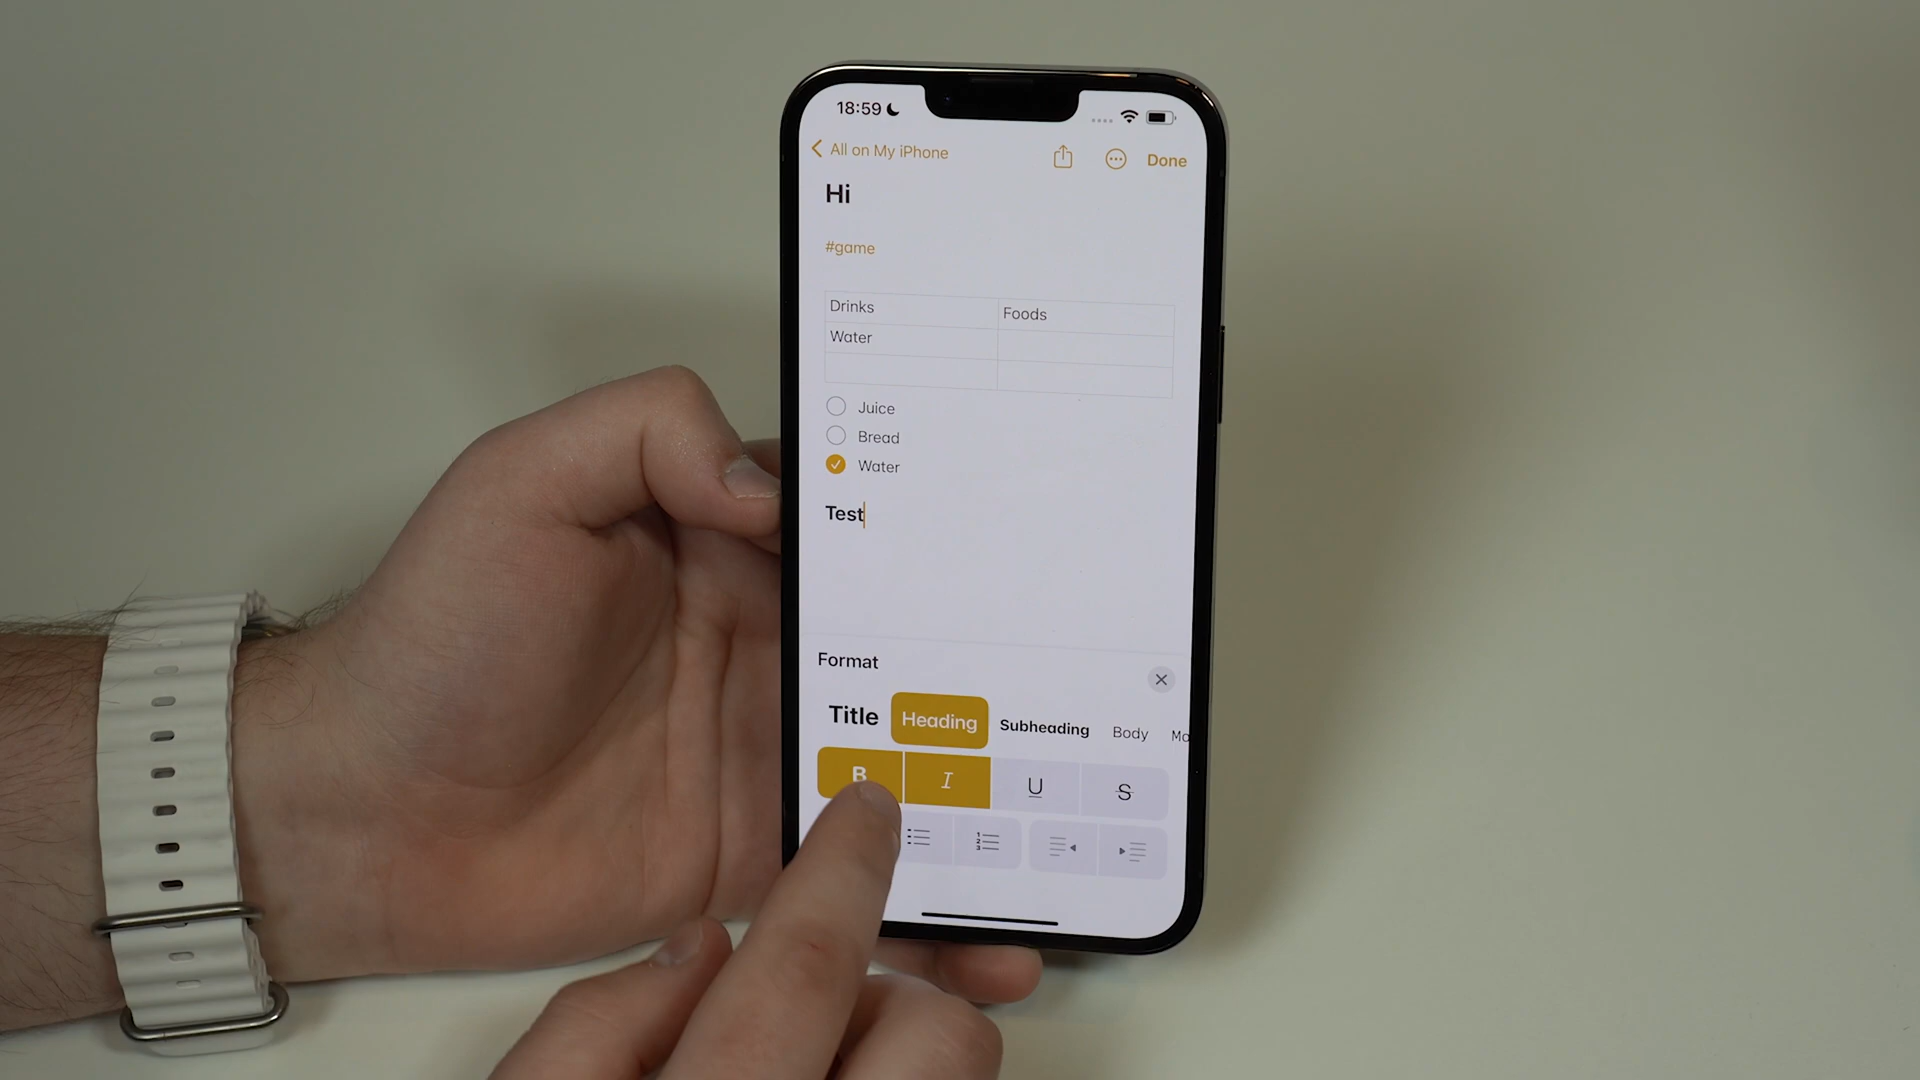 18:59
All on My iPhone
Done
Hi
#game
Drinks Foods
Water
Juice
Bread
Water
Test
Format
Title Heading Subheading Body Mo
B I U S